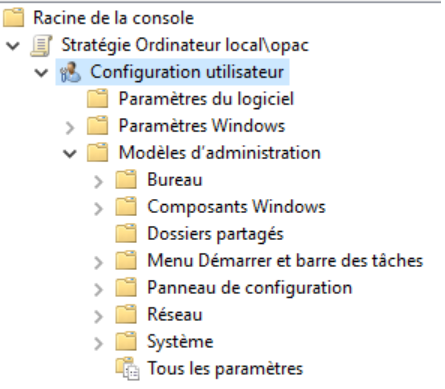 Racine de la console
Stratégie Ordinateur local\opac
Configuration utilisateur
Paramètres du logiciel
Paramètres Windows
Modèles d'administration
Bureau
Composants Windows
Dossiers partagés
Menu Démarrer et barre des tâches
Panneau de configuration
Réseau
Système
Tous les paramètres